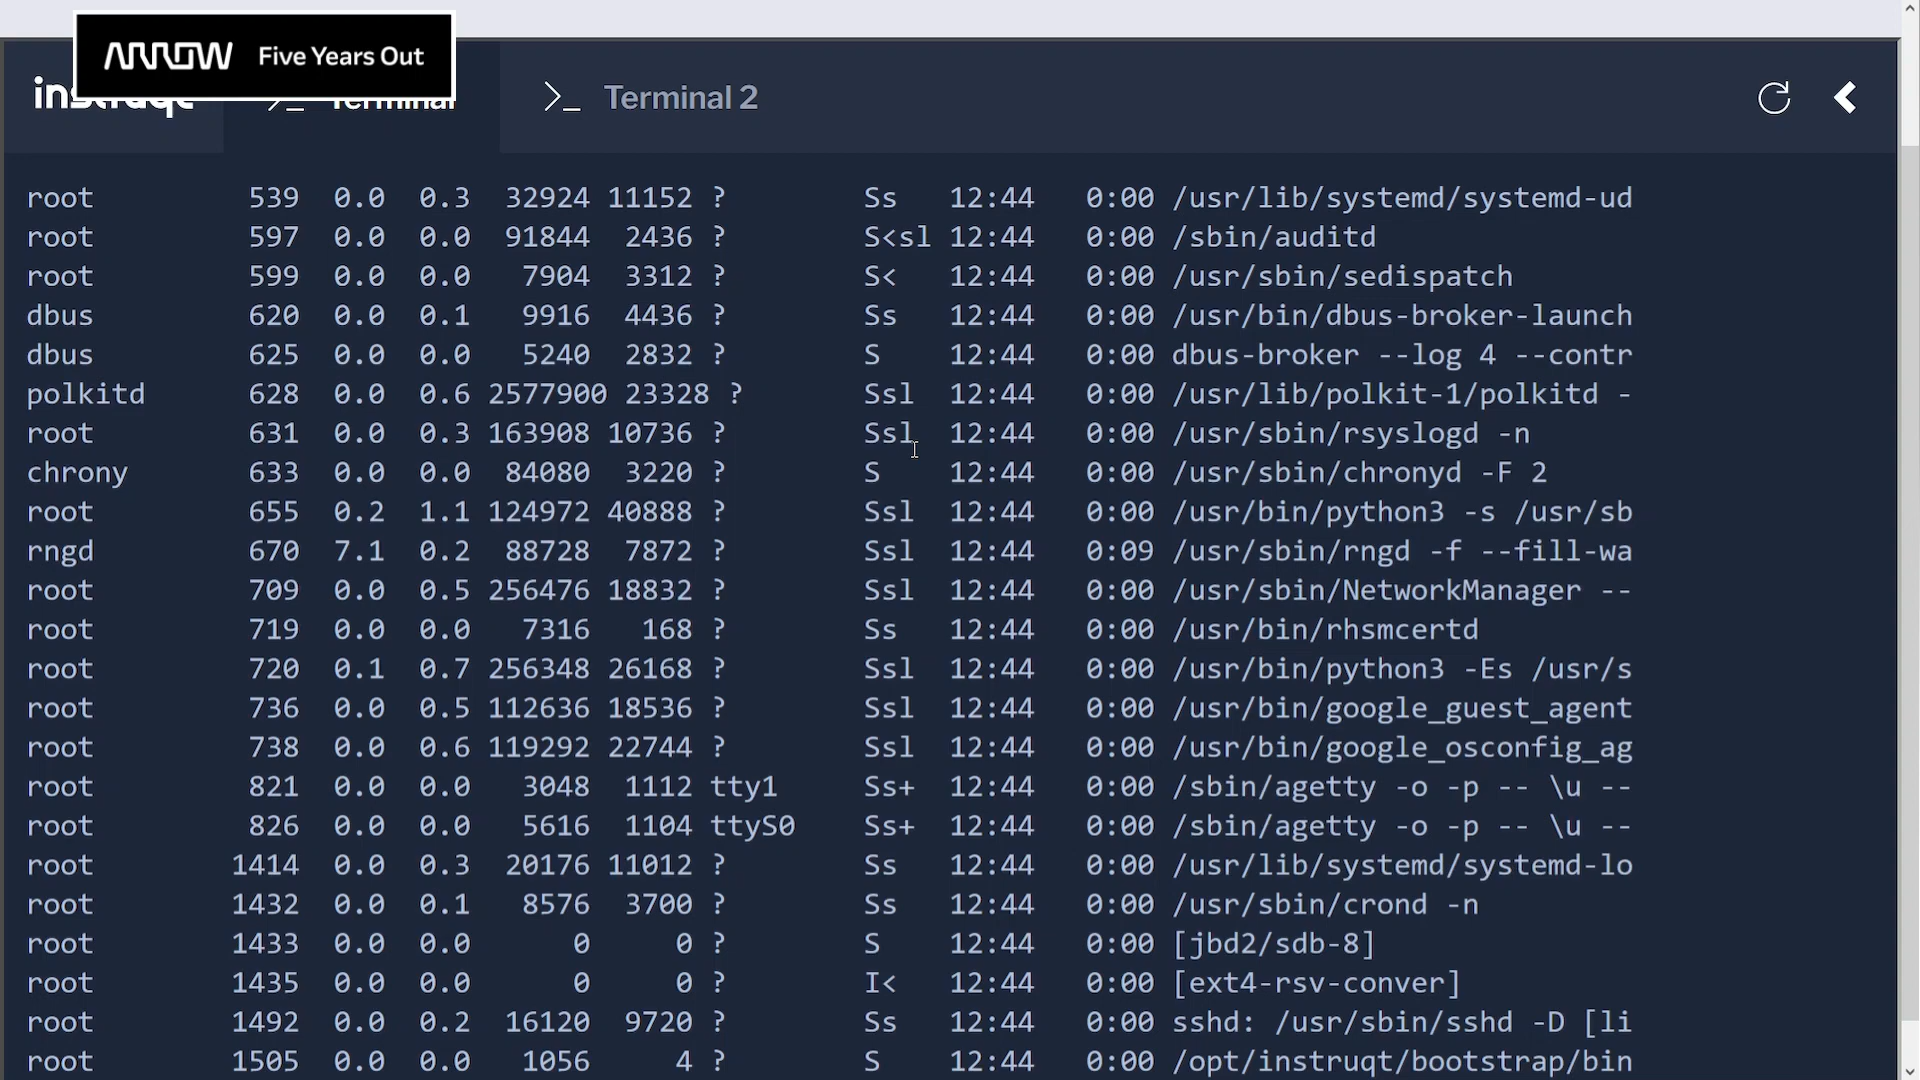 ARROW Five Years Out
instruqt >_ Terminal >_ Terminal 2
root 539 0.0 0.3 32924 11152 ? Ss 12:44 0:00 /usr/lib/systemd/systemd-ud
root 597 0.0 0.0 91844 2436 ? S<sl 12:44 0:00 /sbin/auditd
root 599 0.0 0.0 7904 3312 ? S< 12:44 0:00 /usr/sbin/sedispatch
dbus 620 0.0 0.1 9916 4436 ? Ss 12:44 0:00 /usr/bin/dbus-broker-launch
dbus 625 0.0 0.0 5240 2832 ? S 12:44 0:00 dbus-broker --log 4 --contr
polkitd 628 0.0 0.6 2577900 23328 ? Ssl 12:44 0:00 /usr/lib/polkit-1/polkitd -
root 631 0.0 0.3 163908 10736 ? Ssl 12:44 0:00 /usr/sbin/rsyslogd -n
chrony 633 0.0 0.0 84080 3220 ? S 12:44 0:00 /usr/sbin/chronyd -F 2
root 655 0.2 1.1 124972 40888 ? Ssl 12:44 0:00 /usr/bin/python3 -s /usr/sb
rngd 670 7.1 0.2 88728 7872 ? Ssl 12:44 0:09 /usr/sbin/rngd -f --fill-wa
root 709 0.0 0.5 256476 18832 ? Ssl 12:44 0:00 /usr/sbin/NetworkManager --
root 719 0.0 0.0 7316 168 ? Ss 12:44 0:00 /usr/bin/rhsmcertd
root 720 0.1 0.7 256348 26168 ? Ssl 12:44 0:00 /usr/bin/python3 -Es /usr/s
root 736 0.0 0.5 112636 18536 ? Ssl 12:44 0:00 /usr/bin/google_guest_agent
root 738 0.0 0.6 119292 22744 ? Ssl 12:44 0:00 /usr/bin/google_osconfig_ag
root 821 0.0 0.0 3048 1112 tty1 Ss+ 12:44 0:00 /sbin/agetty -o -p -- \u --
root 826 0.0 0.0 5616 1104 ttyS0 Ss+ 12:44 0:00 /sbin/agetty -o -p -- \u --
root 1414 0.0 0.3 20176 11012 ? Ss 12:44 0:00 /usr/lib/systemd/systemd-lo
root 1432 0.0 0.1 8576 3700 ? Ss 12:44 0:00 /usr/sbin/crond -n
root 1433 0.0 0.0 0 0 ? S 12:44 0:00 [jbd2/sdb-8]
root 1435 0.0 0.0 0 0 ? I< 12:44 0:00 [ext4-rsv-conver]
root 1492 0.0 0.2 16120 9720 ? Ss 12:44 0:00 sshd: /usr/sbin/sshd -D [li
root 1505 0.0 0.0 1056 4 ? S 12:44 0:00 /opt/instruqt/bootstrap/bin